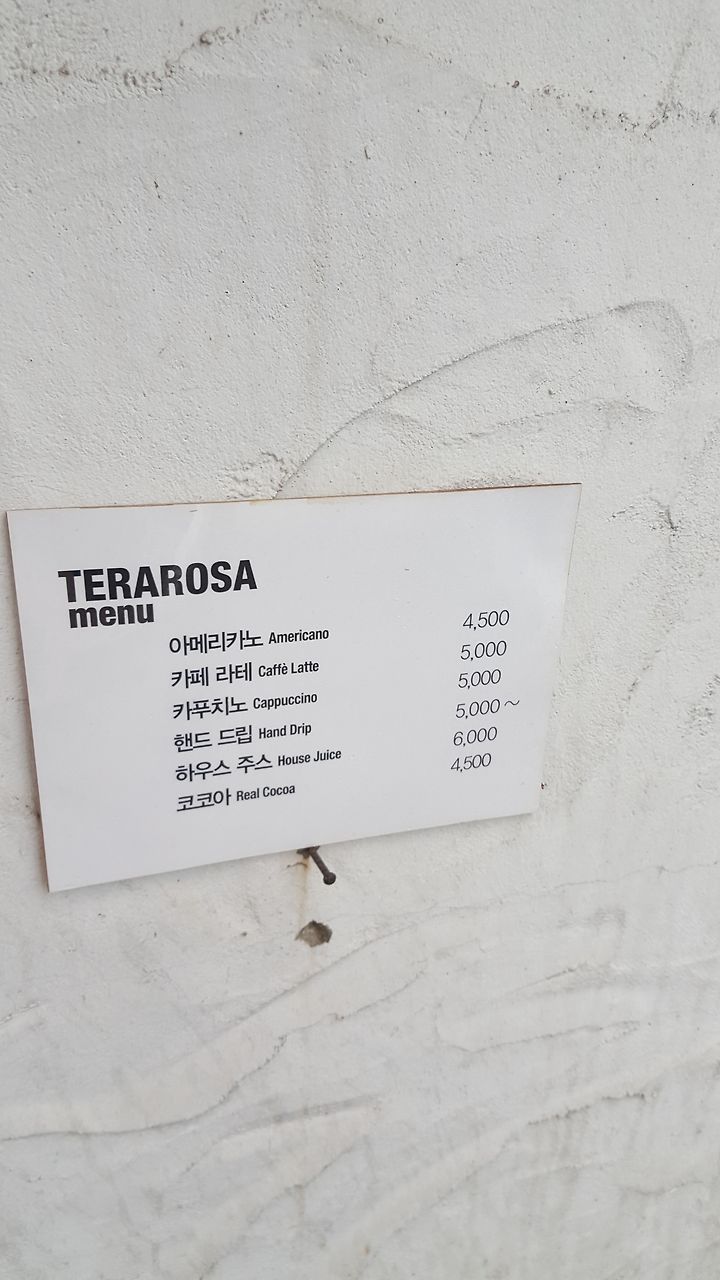 TERAROSA
menu
아메리카노 Americano 4,500
카페 라테 Caffè Latte 5,000
카푸치노 Cappuccino 5,000
핸드 드립 Hand Drip 5,000～
하우스 주스 House Juice 6,000
코코아 Real Cocoa 4,500